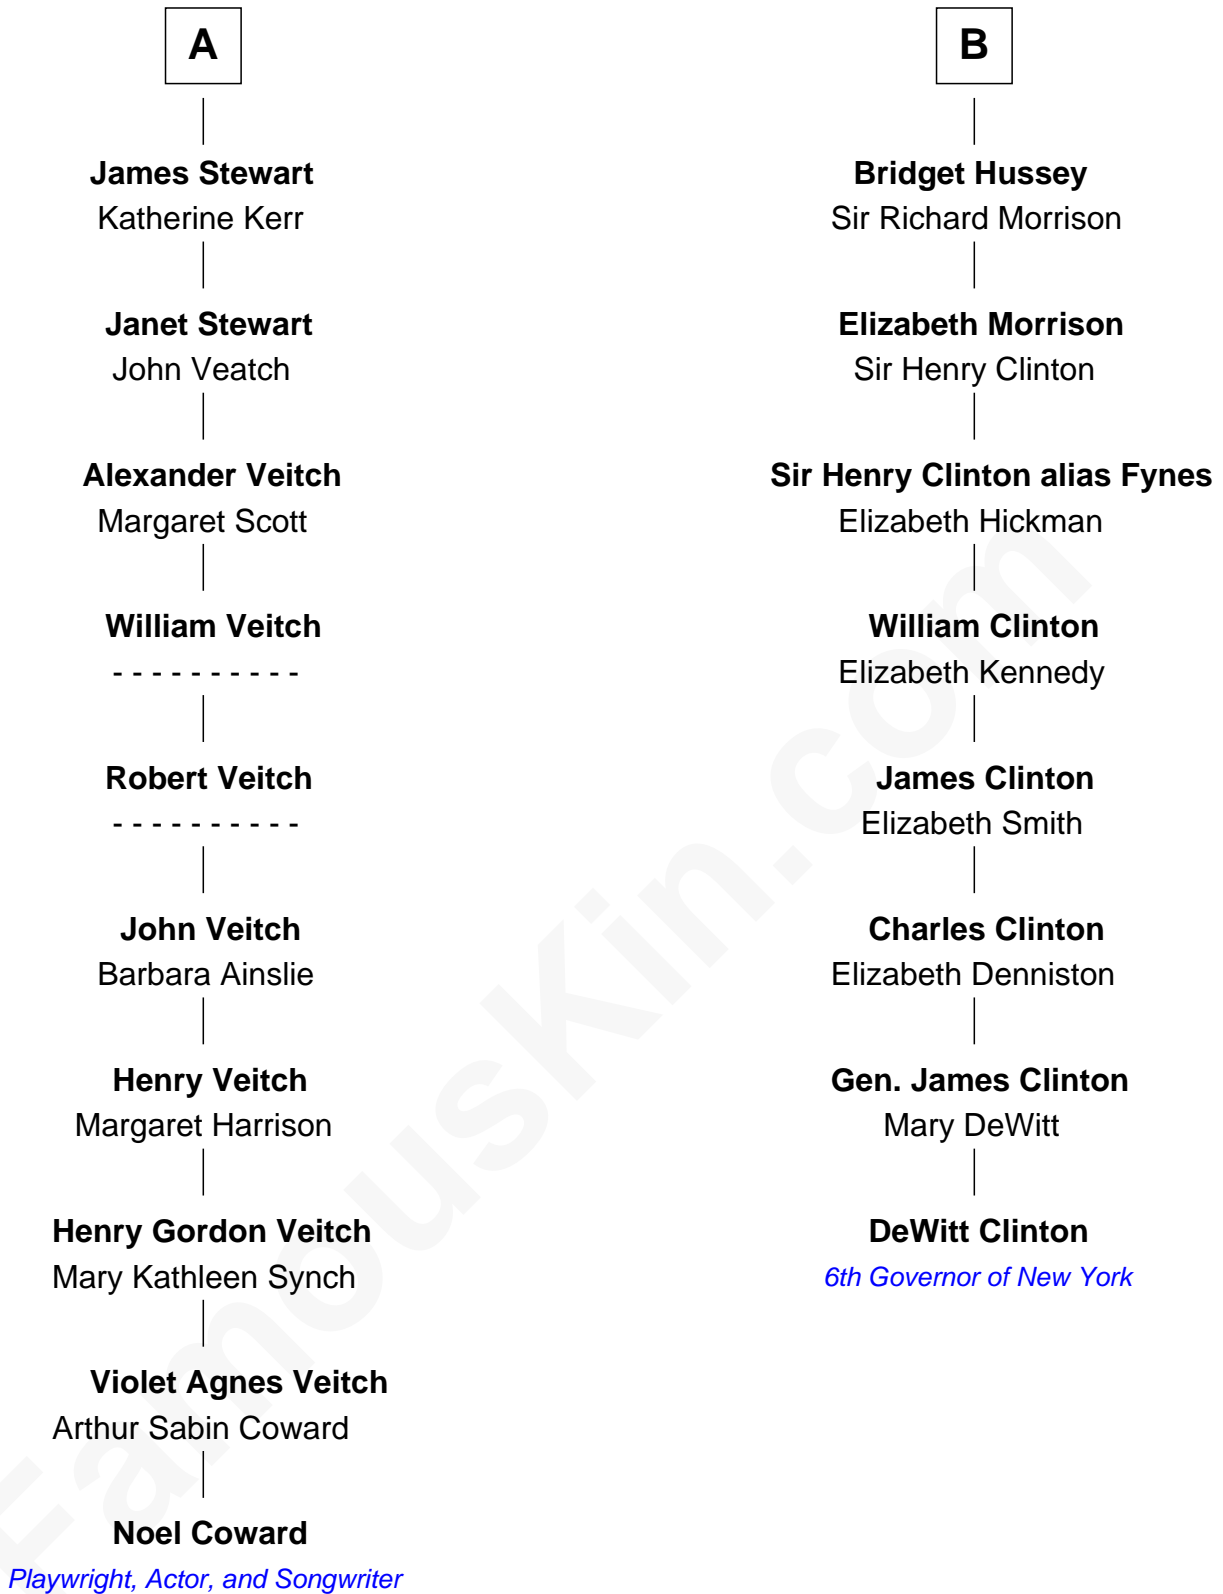 A
James Stewart
Katherine Kerr
Janet Stewart
John Veatch
Alexander Veitch
Margaret Scott
William Veitch
- - - - - - - - - -
Robert Veitch
- - - - - - - - - -
John Veitch
Barbara Ainslie
Henry Veitch
Margaret Harrison
Henry Gordon Veitch
Mary Kathleen Synch
Violet Agnes Veitch
Arthur Sabin Coward
Noel Coward
Playwright, Actor, and Songwriter
B
Bridget Hussey
Sir Richard Morrison
Elizabeth Morrison
Sir Henry Clinton
Sir Henry Clinton alias Fynes
Elizabeth Hickman
William Clinton
Elizabeth Kennedy
James Clinton
Elizabeth Smith
Charles Clinton
Elizabeth Denniston
Gen. James Clinton
Mary DeWitt
DeWitt Clinton
6th Governor of New York
FamousKin.com